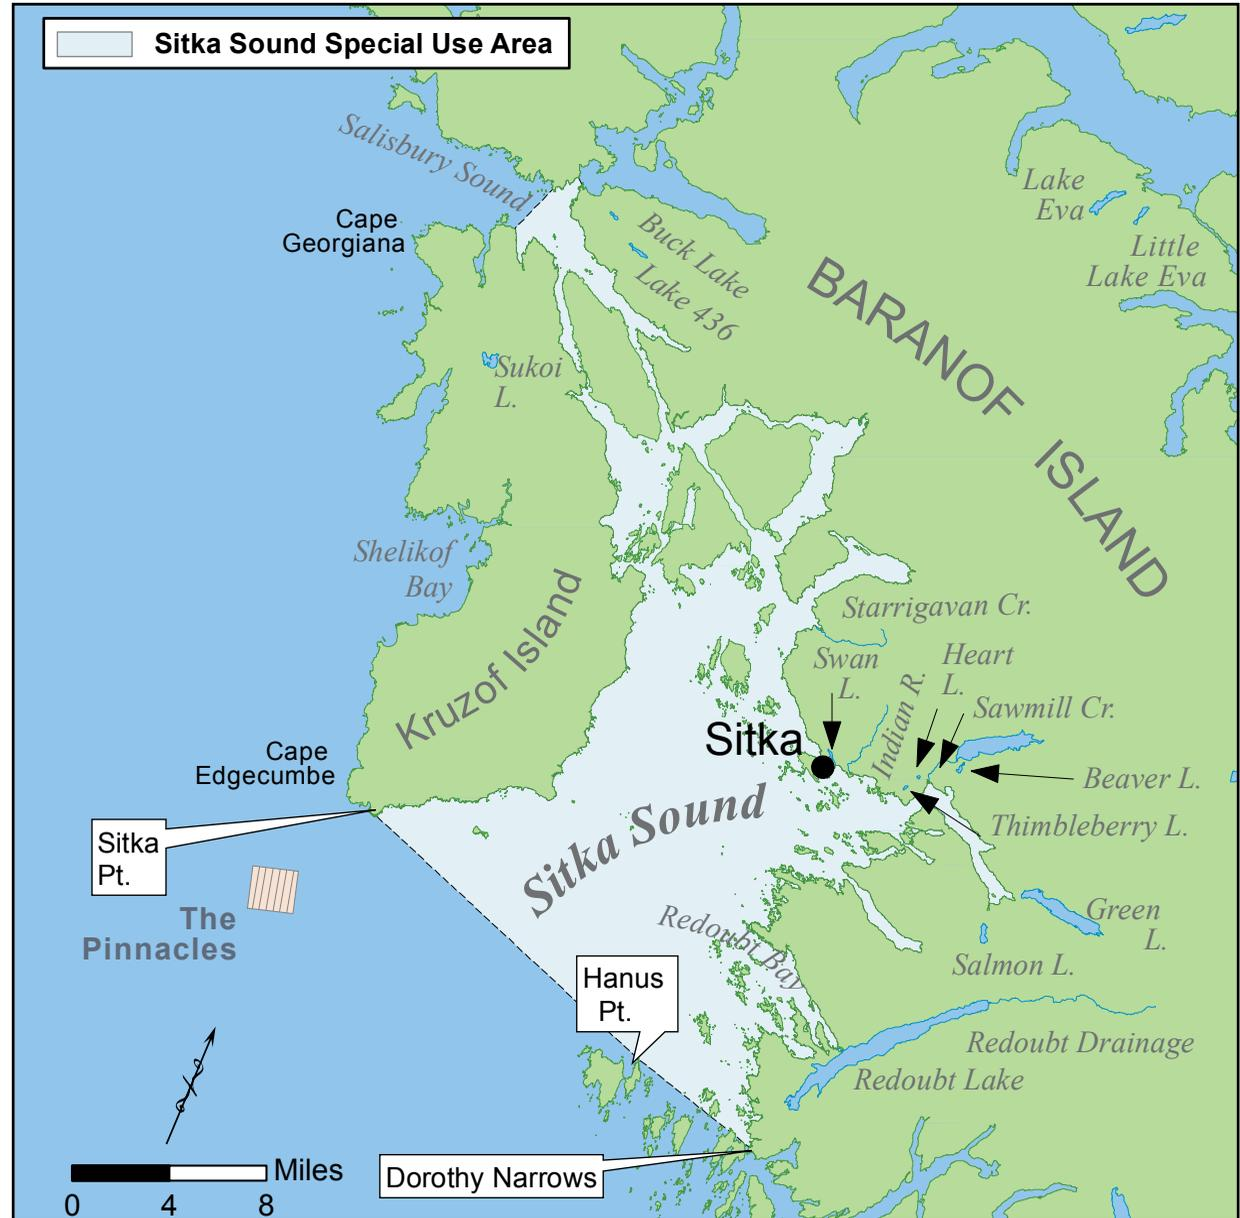 Sitka Sound Special Use Area
Salisbury Sound
Cape
Georgiana
Buck Lake
Lake 436
Lake
Eva
Little
Lake Eva
BARANOF ISLAND
Sukoi
L.
Shelikof
Bay
Kruzof Island
Starrigavan Cr.
Swan
L.
Indian R.
Heart
L.
Sawmill Cr.
Sitka
Beaver L.
Thimbleberry L.
Cape
Edgecumbe
Sitka
Pt.
The
Pinnacles
Sitka Sound
Redoubt Bay
Green
L.
Salmon L.
Hanus
Pt.
Redoubt Drainage
Redoubt Lake
Dorothy Narrows
Miles
0 4 8